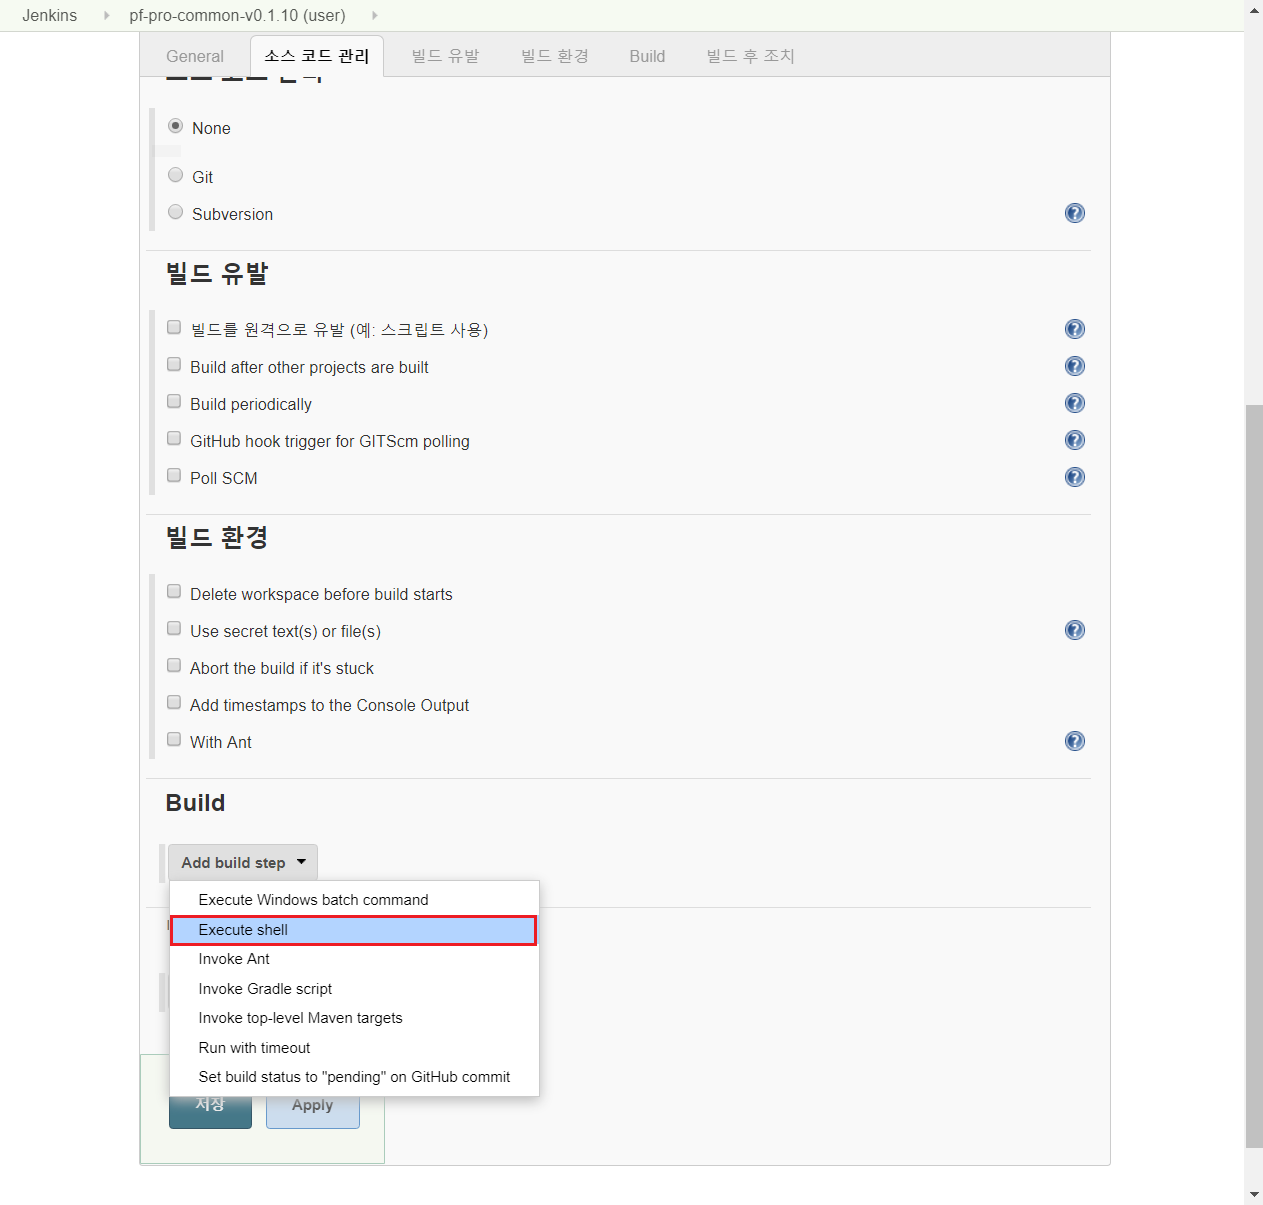 Jenkins pf-pro-common-v0.1.10 (user)
General 소스 코드 관리 빌드 유발 빌드 환경 Build 빌드 후 조치
소스 코드 관리
None
Git
Subversion
빌드 유발
빌드를 원격으로 유발 (예: 스크립트 사용)
Build after other projects are built
Build periodically
GitHub hook trigger for GITScm polling
Poll SCM
빌드 환경
Delete workspace before build starts
Use secret text(s) or file(s)
Abort the build if it's stuck
Add timestamps to the Console Output
With Ant
Build
Add build step
Execute Windows batch command
Execute shell
Invoke Ant
Invoke Gradle script
Invoke top-level Maven targets
Run with timeout
Set build status to "pending" on GitHub commit
저장 Apply